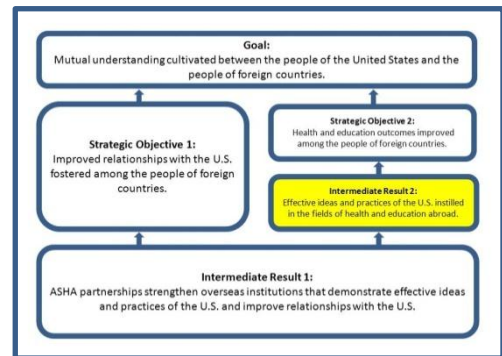 Goal:
Mutual understanding cultivated between the people of the United States and the
people of foreign countries.
Strategic Objective 1:
Improved relationships with the U.S.
fostered among the people of foreign
countries.
Strategic Objective 2:
Health and education outcomes improved
among the people of foreign countries.
Intermediate Result 2:
Effective ideas and practices of the U.S. instilled
in the fields of health and education abroad.
Intermediate Result 1:
ASHA partnerships strengthen overseas institutions that demonstrate effective ideas
and practices of the U.S. and improve relationships with the U.S.